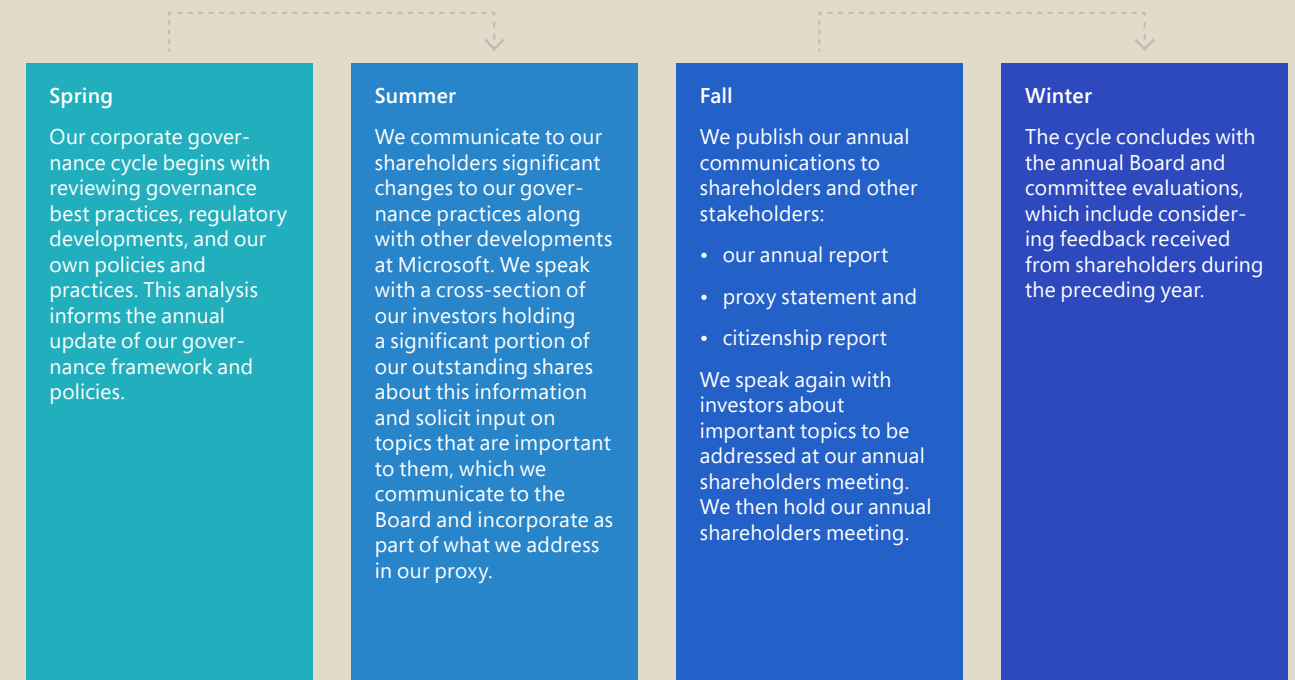 Spring
Our corporate gover-
nance cycle begins with
reviewing governance
best practices, regulatory
developments, and our
own policies and
practices. This analysis
informs the annual
update of our gover-
nance framework and
policies.
Summer
We communicate to our
shareholders significant
changes to our gover-
nance practices along
with other developments
at Microsoft. We speak
with a cross-section of
our investors holding
a significant portion of
our outstanding shares
about this information
and solicit input on
topics that are important
to them, which we
communicate to the
Board and incorporate as
part of what we address
in our proxy.
Fall
We publish our annual
communications to
shareholders and other
stakeholders:
• our annual report
• proxy statement and
• citizenship report
We speak again with
investors about
important topics to be
addressed at our annual
shareholders meeting.
We then hold our annual
shareholders meeting.
Winter
The cycle concludes with
the annual Board and
committee evaluations,
which include consider-
ing feedback received
from shareholders during
the preceding year.